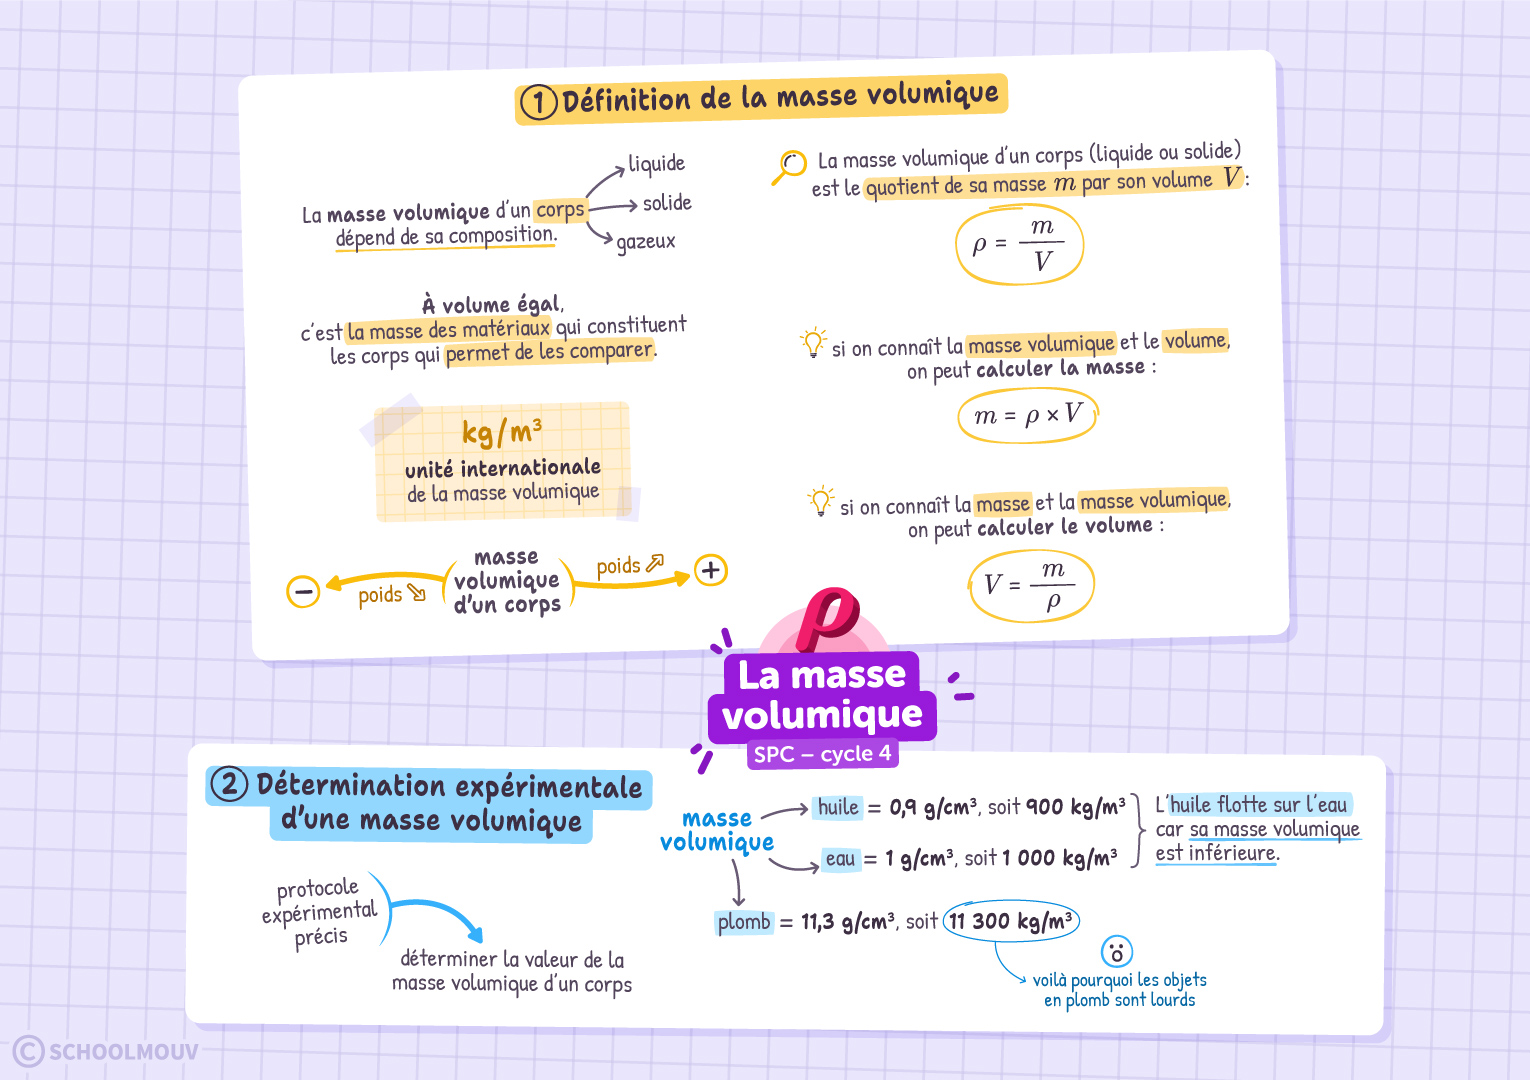 1 Définition de la masse volumique
La masse volumique d'un corps
dépend de sa composition.
liquide
solide
gazeux
À volume égal,
c'est la masse des matériaux qui constituent
les corps qui permet de les comparer.
kg/m³
unité internationale
de la masse volumique
masse
volumique
d'un corps
− poids
poids +
La masse volumique d'un corps (liquide ou solide)
est le quotient de sa masse m par son volume V :
ρ = m/V
si on connaît la masse volumique et le volume,
on peut calculer la masse :
m = ρ × V
si on connaît la masse et la masse volumique,
on peut calculer le volume :
V = m/ρ
ρ
La masse
volumique
SPC – cycle 4
2 Détermination expérimentale
d'une masse volumique
protocole
expérimental
précis
déterminer la valeur de la
masse volumique d'un corps
masse
volumique
huile = 0,9 g/cm³, soit 900 kg/m³
eau = 1 g/cm³, soit 1 000 kg/m³
L'huile flotte sur l'eau
car sa masse volumique
est inférieure.
plomb = 11,3 g/cm³, soit 11 300 kg/m³
voilà pourquoi les objets
en plomb sont lourds
© SCHOOLMOUV